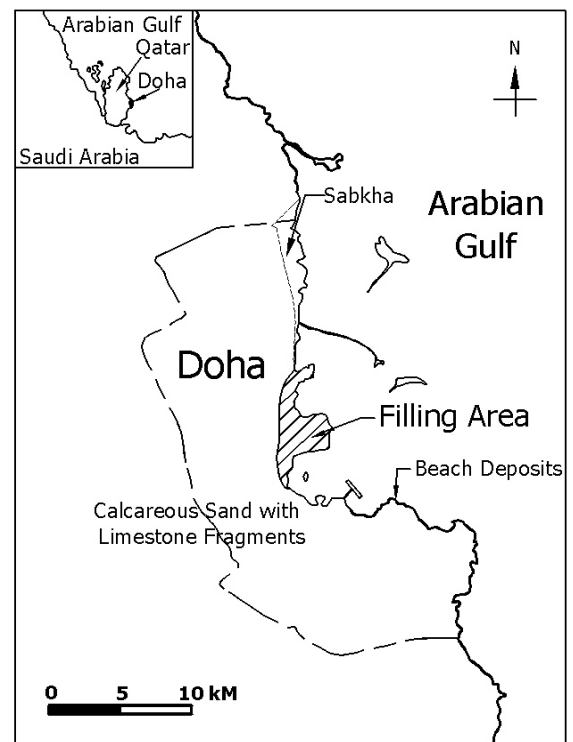 Arabian Gulf
Qatar
Doha
Saudi Arabia
N
Sabkha
Arabian
Gulf
Doha
Filling Area
Beach Deposits
Calcareous Sand with
Limestone Fragments
0 5 10 kM